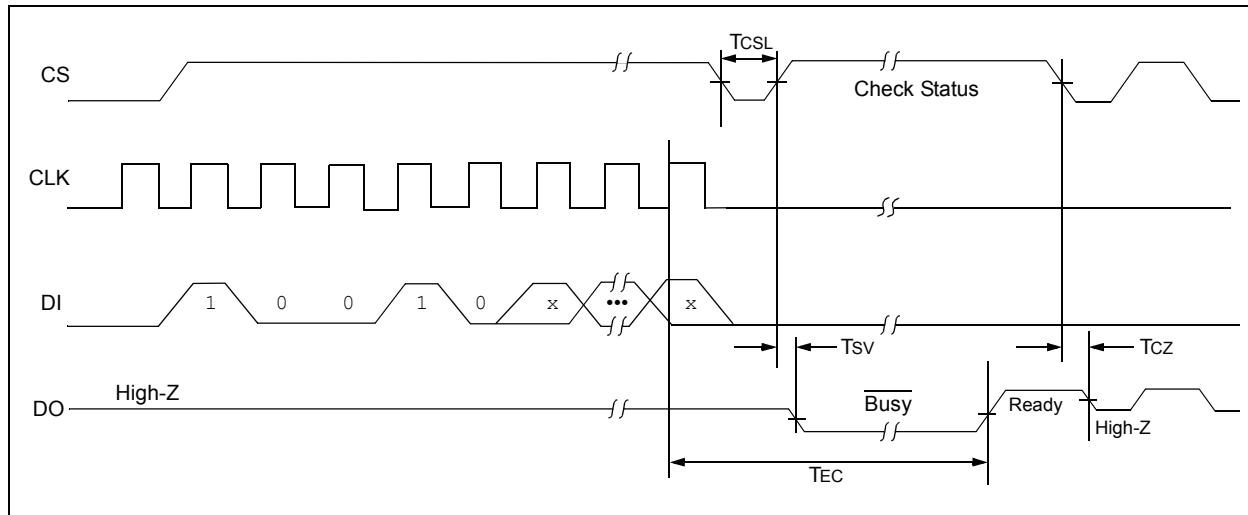 TCSL
CS
Check Status
CLK
DI
1 0 0 1 0 x ••• x
TSV
TCZ
High-Z
DO
Busy
Ready
High-Z
TEC